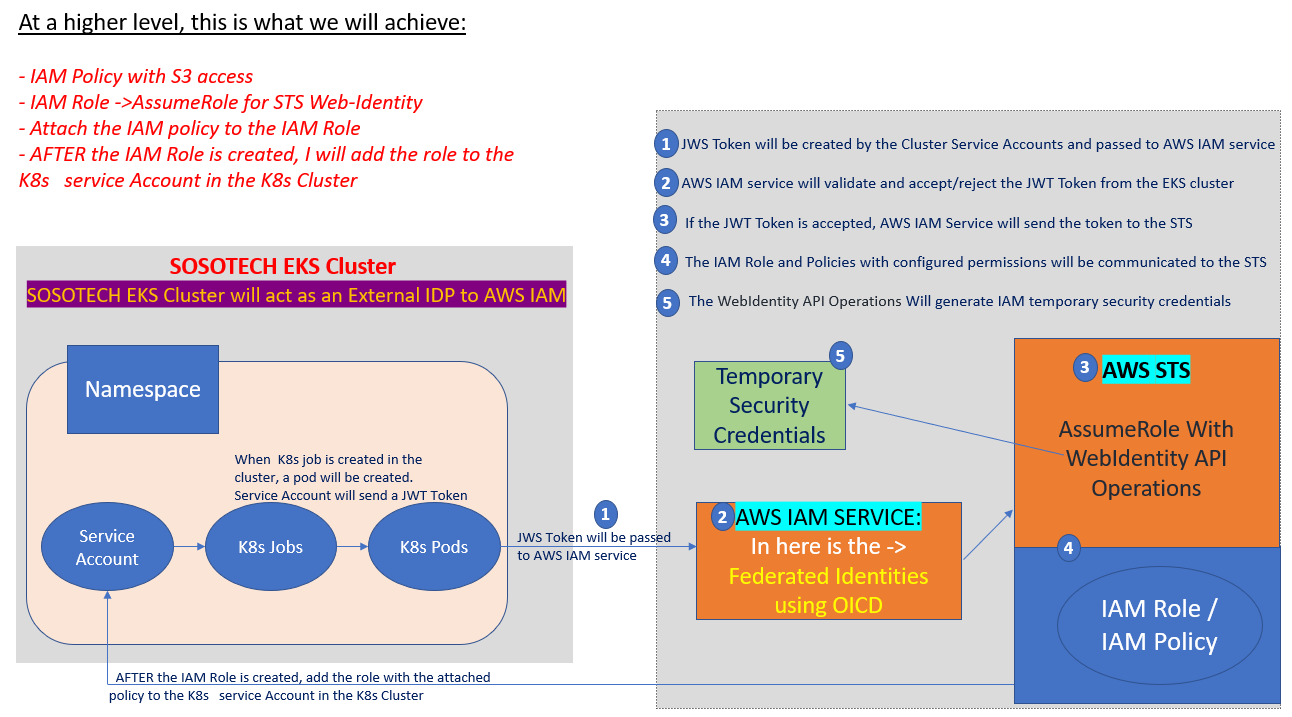 At a higher level, this is what we will achieve:
- IAM Policy with S3 access
- IAM Role ->AssumeRole for STS Web-Identity
- Attach the IAM policy to the IAM Role
- AFTER the IAM Role is created, I will add the role to the
K8s service Account in the K8s Cluster
1 JWS Token will be created by the Cluster Service Accounts and passed to AWS IAM service
2 AWS IAM service will validate and accept/reject the JWT Token from the EKS cluster
3 If the JWT Token is accepted, AWS IAM Service will send the token to the STS
4 The IAM Role and Policies with configured permissions will be communicated to the STS
5 The WebIdentity API Operations Will generate IAM temporary security credentials
SOSOTECH EKS Cluster
SOSOTECH EKS Cluster will act as an External IDP to AWS IAM
Namespace
When K8s job is created in the
cluster, a pod will be created.
Service Account will send a JWT Token
Service
Account
K8s Jobs
K8s Pods
1
JWS Token will be passed
to AWS IAM service
5
Temporary
Security
Credentials
2 AWS IAM SERVICE:
In here is the ->
Federated Identities
using OICD
3 AWS STS
AssumeRole With
WebIdentity API
Operations
4
IAM Role /
IAM Policy
AFTER the IAM Role is created, add the role with the attached
policy to the K8s service Account in the K8s Cluster